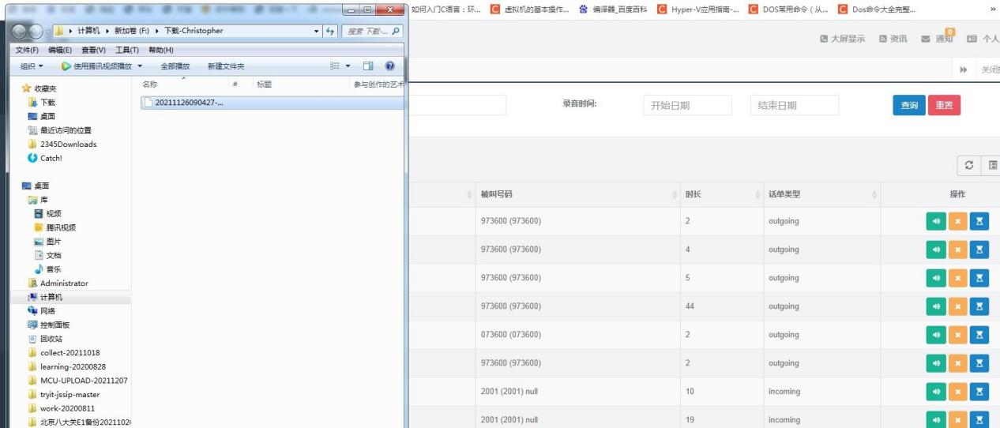 如何入门C语言：环...
虚拟机的基本操作...
编译器_百度百科
Hyper-V应用指南-...
DOS常用命令（从...
Dos命令大全完整...
»
计算机 新加卷 (F:) 下载-Christopher
搜索 下载-...
文件(F) 编辑(E) 查看(V) 工具(T) 帮助(H)
组织 使用腾讯视频播放 全部播放 新建文件夹
名称 # 标题 参与创作的艺术
20211126090427-...
收藏夹
下载
桌面
最近访问的位置
2345Downloads
Catch!
桌面
库
视频
腾讯视频
图片
文档
音乐
Administrator
计算机
网络
控制面板
回收站
collect-20211018
learning-20200828
MCU-UPLOAD-20211207
tryit-jssip-master
work-20200811
北京八大关E1备份2021102
大屏显示 资讯 通知 0 个人
关闭
录音时间: 开始日期 结束日期 查询 重置
被叫号码 时长 话单类型 操作
973600 (973600) 2 outgoing
973600 (973600) 4 outgoing
973600 (973600) 5 outgoing
973600 (973600) 44 outgoing
073600 (073600) 2 outgoing
973600 (973600) 2 outgoing
2001 (2001) null 10 incoming
2001 (2001) null 19 incoming